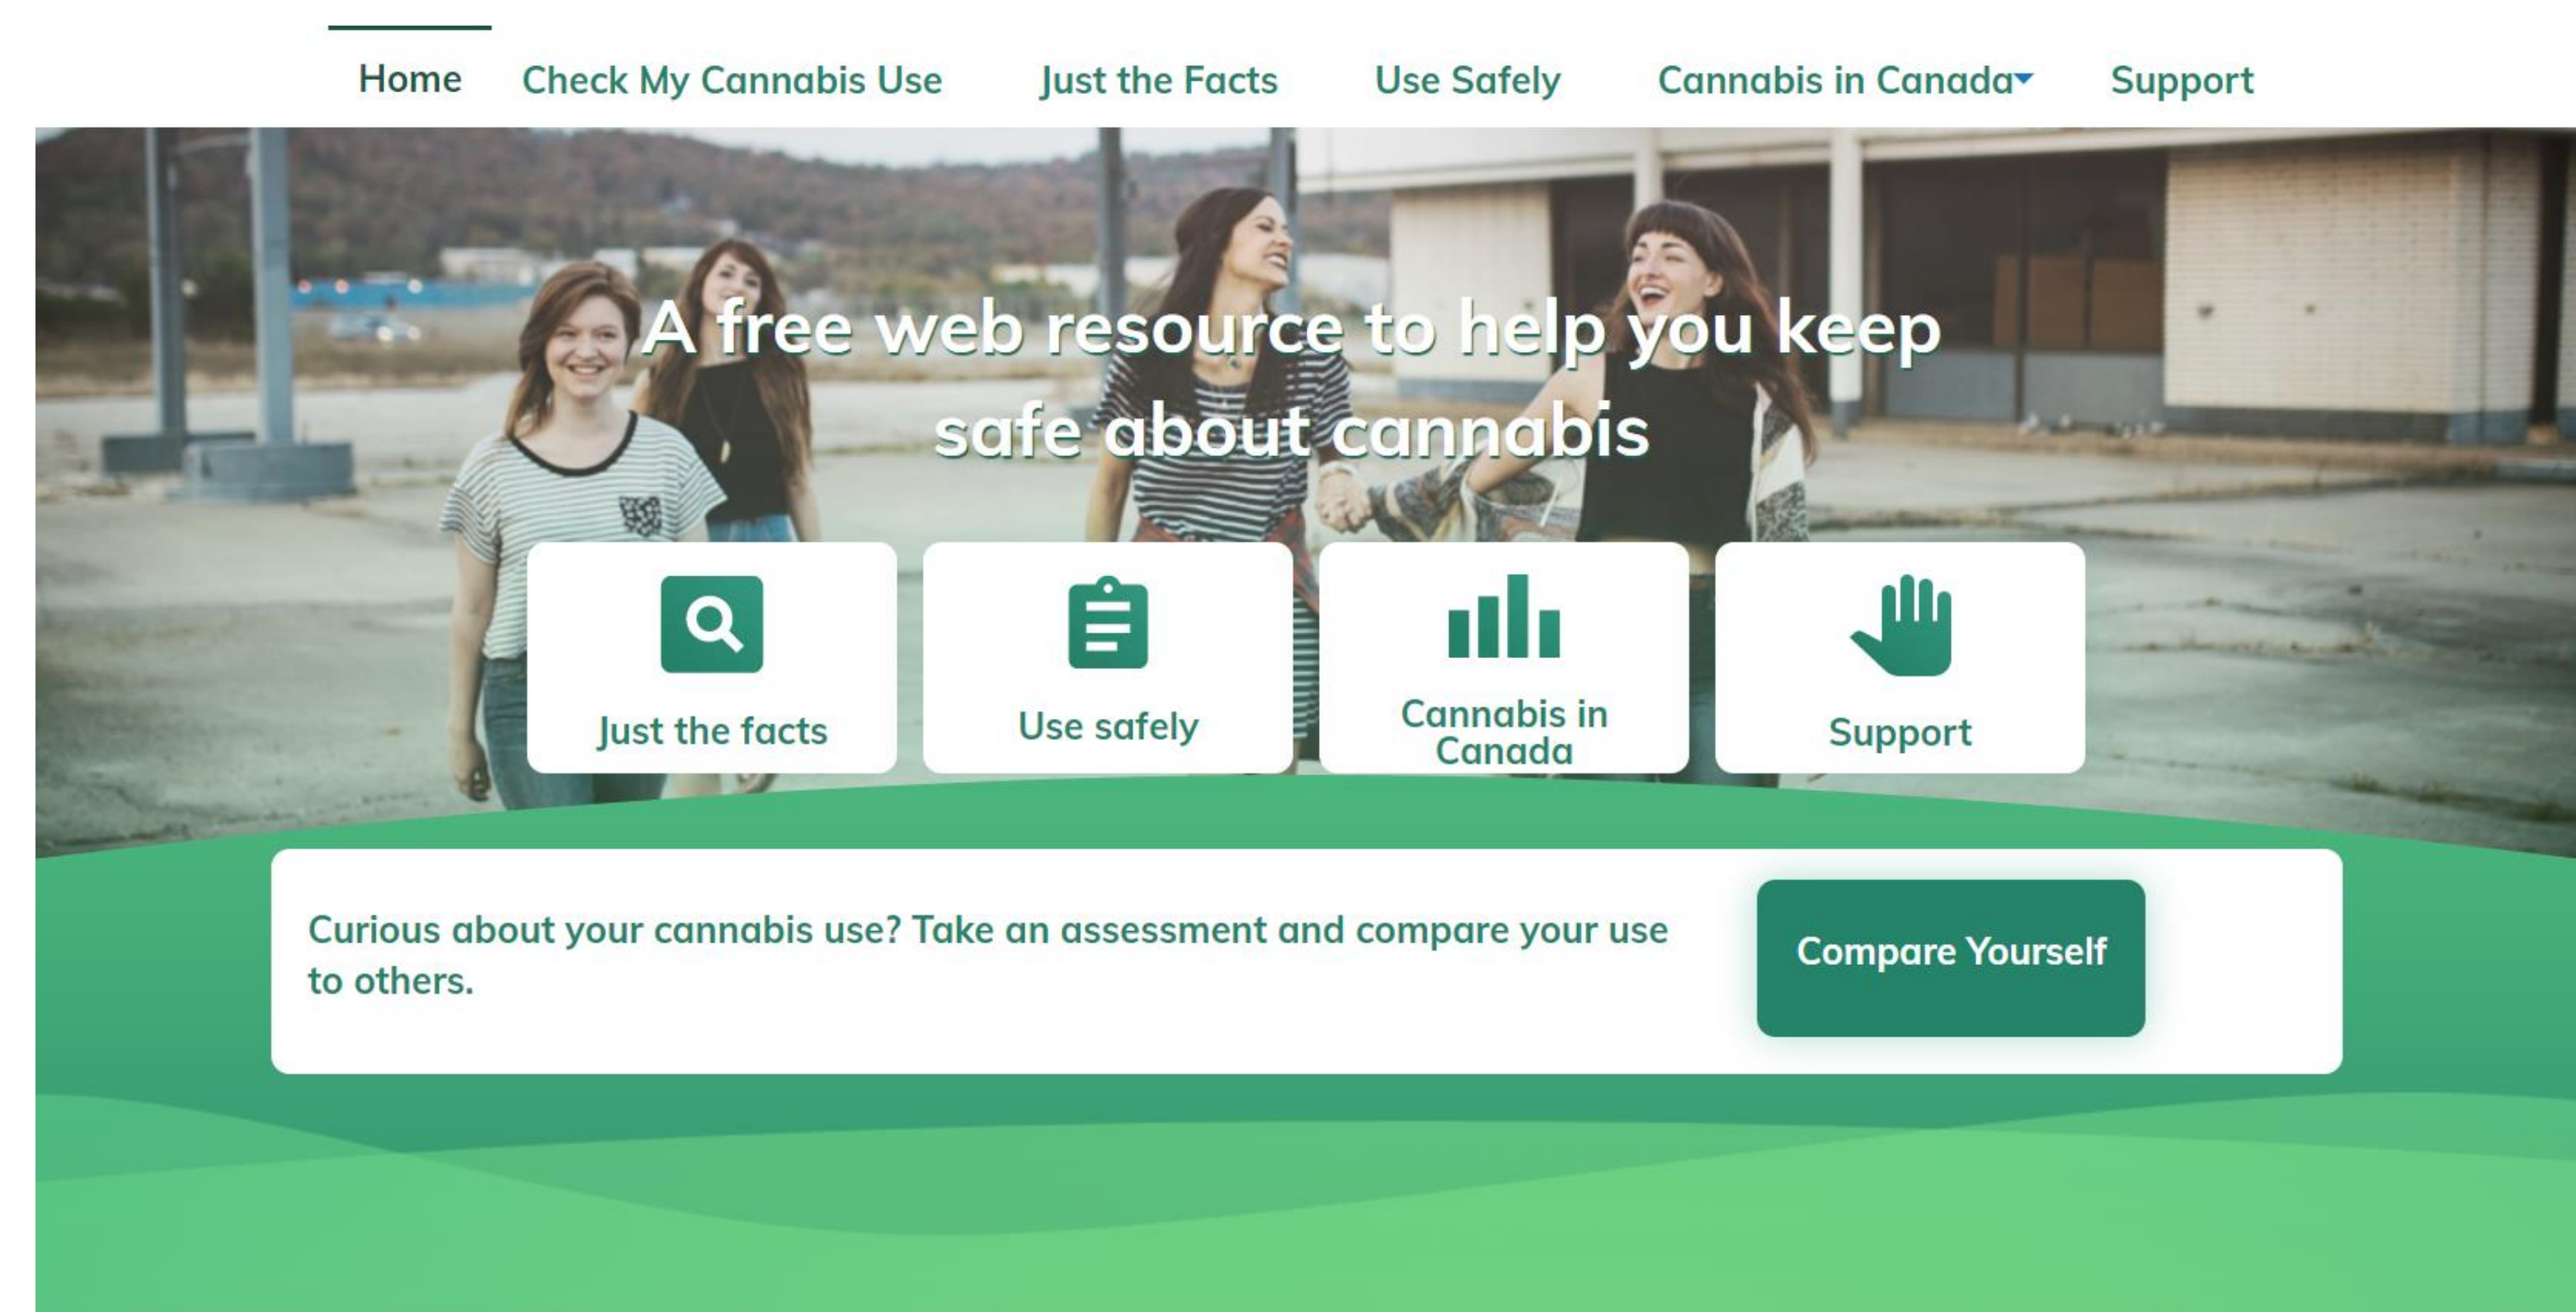 Home Check My Cannabis Use Just the Facts Use Safely Cannabis in Canada Support
A free web resource to help you keep
safe about cannabis
Just the facts
Use safely
Cannabis in
Canada
Support
Curious about your cannabis use? Take an assessment and compare your use
to others.
Compare Yourself